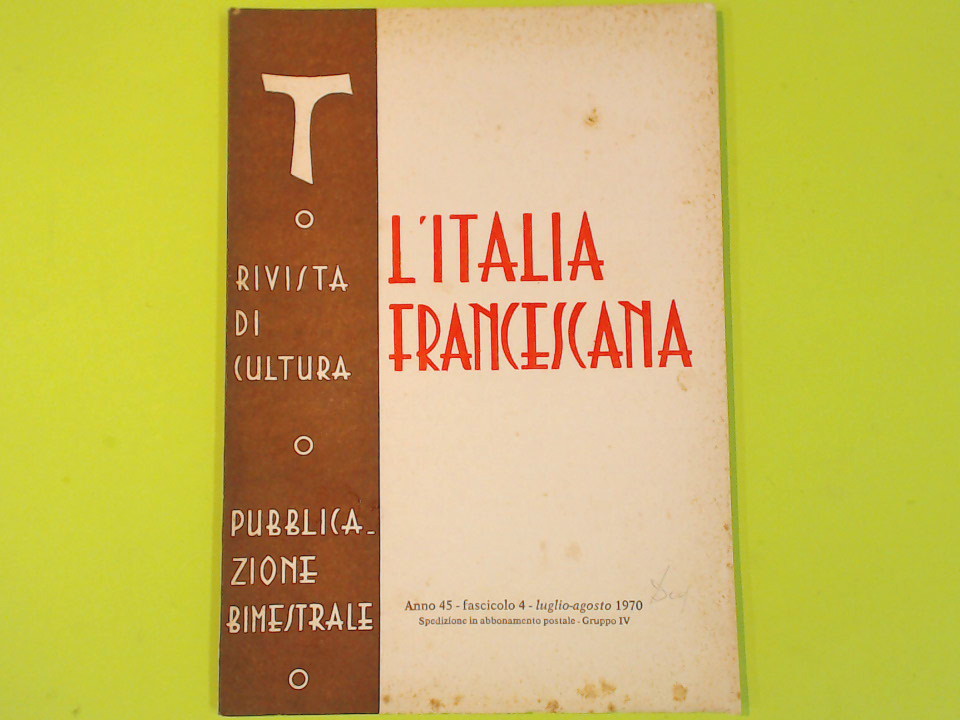 T
RIVISTA
DI
CULTURA
PUBBLICA-
ZIONE
BIMESTRALE
L'ITALIA
FRANCESCANA
Anno 45 - fascicolo 4 - luglio-agosto 1970
Spedizione in abbonamento postale - Gruppo IV